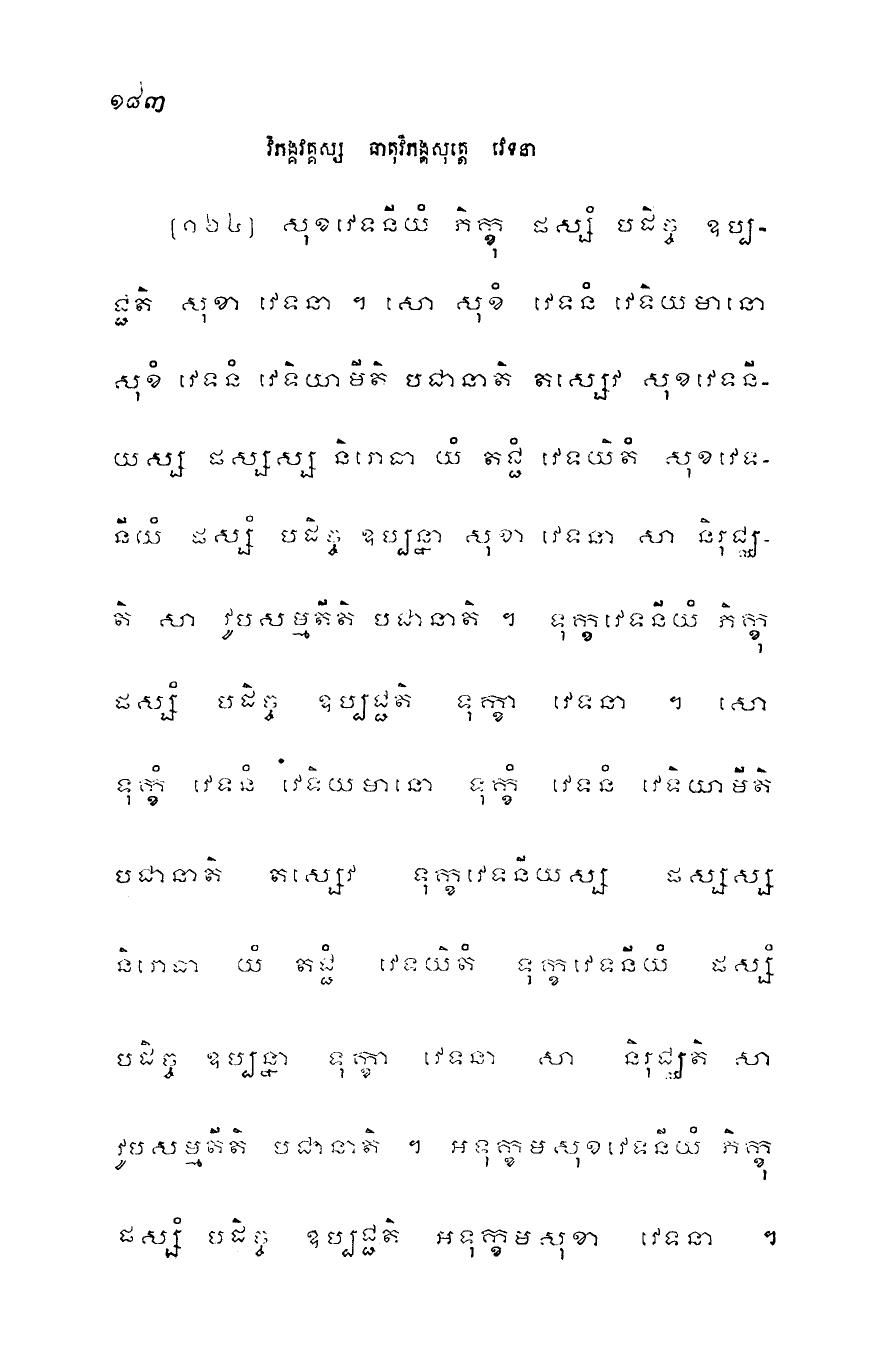 ១៨៣
វិភង្គវគ្គស្ស ធាតុវិភង្គសុត្តេ វេទនា
[១៦៤] សុខវេទនីយំ ភិក្ខុ ផស្សំ បដិច្ច ឧប្ប-
ជ្ជតិ សុខា វេទនា ។ សោ សុខំ វេទនំ វេទិយមានោ
សុខំ វេទនំ វេទិយាមីតិ បជានាតិ តស្សេវ សុខវេទនី-
យស្ស ផស្សស្ស និរោធា យំ តជ្ជំ វេទយិតំ សុខវេទ-
នីយំ ផស្សំ បដិច្ច ឧប្បន្នា សុខា វេទនា សា និរុជ្ឈ-
តិ សា វូបសម្មតីតិ បជានាតិ ។ ទុក្ខវេទនីយំ ភិក្ខុ
ផស្សំ បដិច្ច ឧប្បជ្ជតិ ទុក្ខា វេទនា ។ សោ
ទុក្ខំ វេទនំ វេទិយមានោ ទុក្ខំ វេទនំ វេទិយាមីតិ
បជានាតិ តស្សេវ ទុក្ខវេទនីយស្ស ផស្សស្ស
និរោធា យំ តជ្ជំ វេទយិតំ ទុក្ខវេទនីយំ ផស្សំ
បដិច្ច ឧប្បន្នា ទុក្ខា វេទនា សា និរុជ្ឈតិ សា
វូបសម្មតីតិ បជានាតិ ។ អទុក្ខមសុខវេទនីយំ ភិក្ខុ
ផស្សំ បដិច្ច ឧប្បជ្ជតិ អទុក្ខមសុខា វេទនា ។